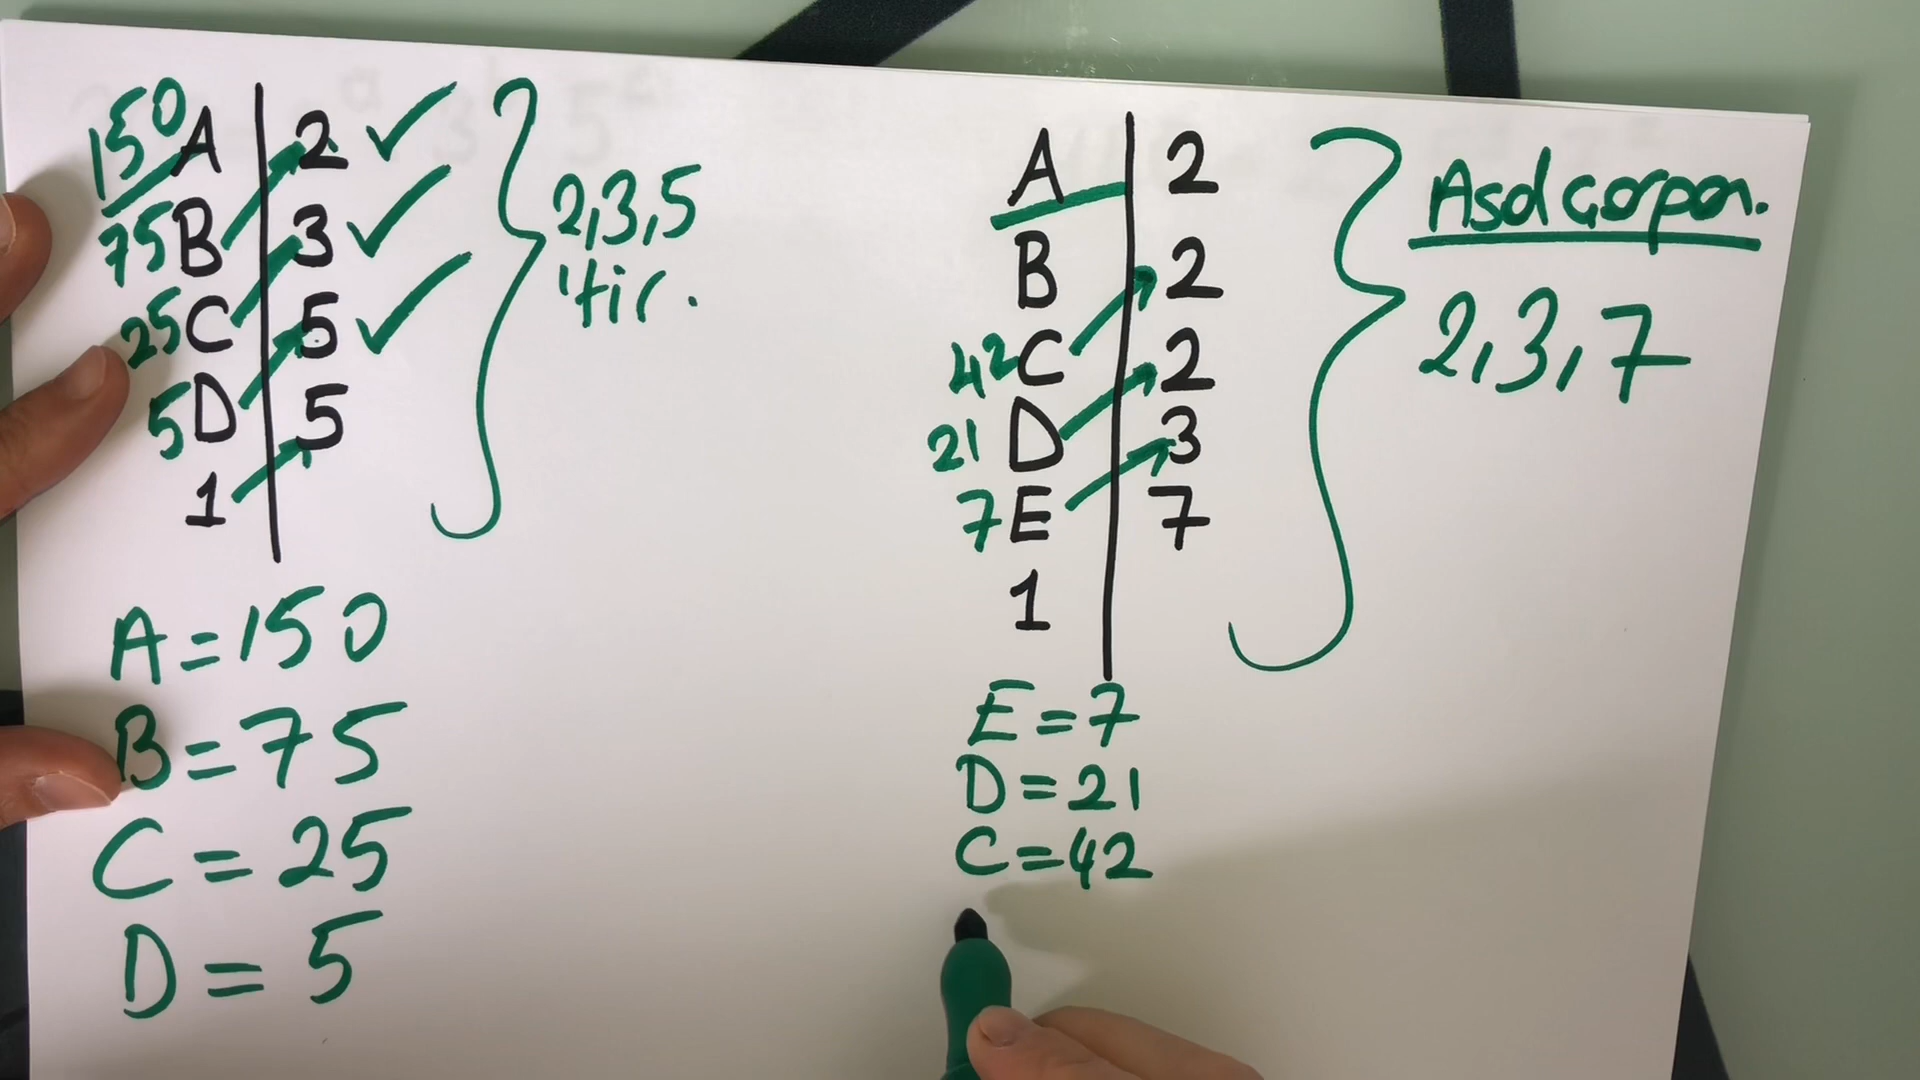 150 A | 2 ✓
75 B | 3 ✓
25 C | 5 ✓
5 D | 5
1
2,3,5
'tir.
A = 150
B = 75
C = 25
D = 5
A | 2
B | 2
42 C | 2
21 D | 3
7 E | 7
1
Asal çarpan.
2,3,7
E = 7
D = 21
C = 42